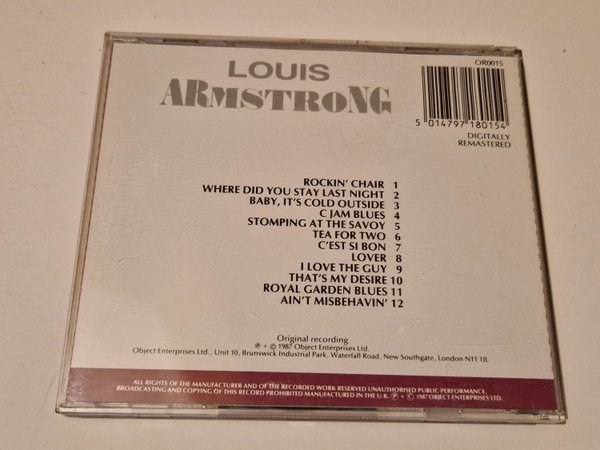 LOUIS
ARMSTRONG
OR0015
5 014797 180154
DIGITALLY
REMASTERED
ROCKIN' CHAIR 1
WHERE DID YOU STAY LAST NIGHT 2
BABY, IT'S COLD OUTSIDE 3
C JAM BLUES 4
STOMPING AT THE SAVOY 5
TEA FOR TWO 6
C'EST SI BON 7
LOVER 8
I LOVE THE GUY 9
THAT'S MY DESIRE 10
ROYAL GARDEN BLUES 11
AIN'T MISBEHAVIN' 12
Original recording
℗ + © 1987 Object Enterprises Ltd.
Object Enterprises Ltd., Unit 10, Brunswick Industrial Park, Waterfall Road, New Southgate, London N11 1JL
ALL RIGHTS OF THE MANUFACTURER AND OF THE RECORDED WORK RESERVED UNAUTHORISED PUBLIC PERFORMANCE,
BROADCASTING AND COPYING OF THIS RECORD PROHIBITED MANUFACTURED IN THE U.K. ℗ + © 1987 OBJECT ENTERPRISES LTD.